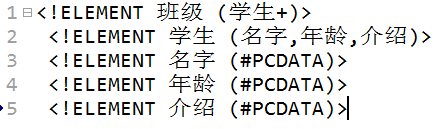 1 <!ELEMENT 班级 (学生+)>
2 <!ELEMENT 学生 (名字,年龄,介绍)>
3 <!ELEMENT 名字 (#PCDATA)>
4 <!ELEMENT 年龄 (#PCDATA)>
5 <!ELEMENT 介绍 (#PCDATA)>